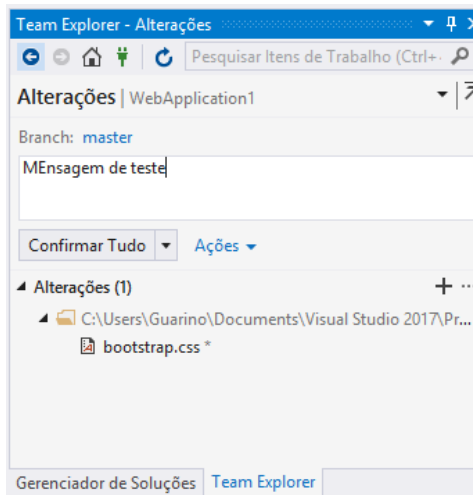 Team Explorer - Alterações
Pesquisar Itens de Trabalho (Ctrl+
Alterações | WebApplication1
Branch: master
MEnsagem de teste
Confirmar Tudo Ações
Alterações (1)
C:\Users\Guarino\Documents\Visual Studio 2017\Pr...
bootstrap.css *
Gerenciador de Soluções Team Explorer